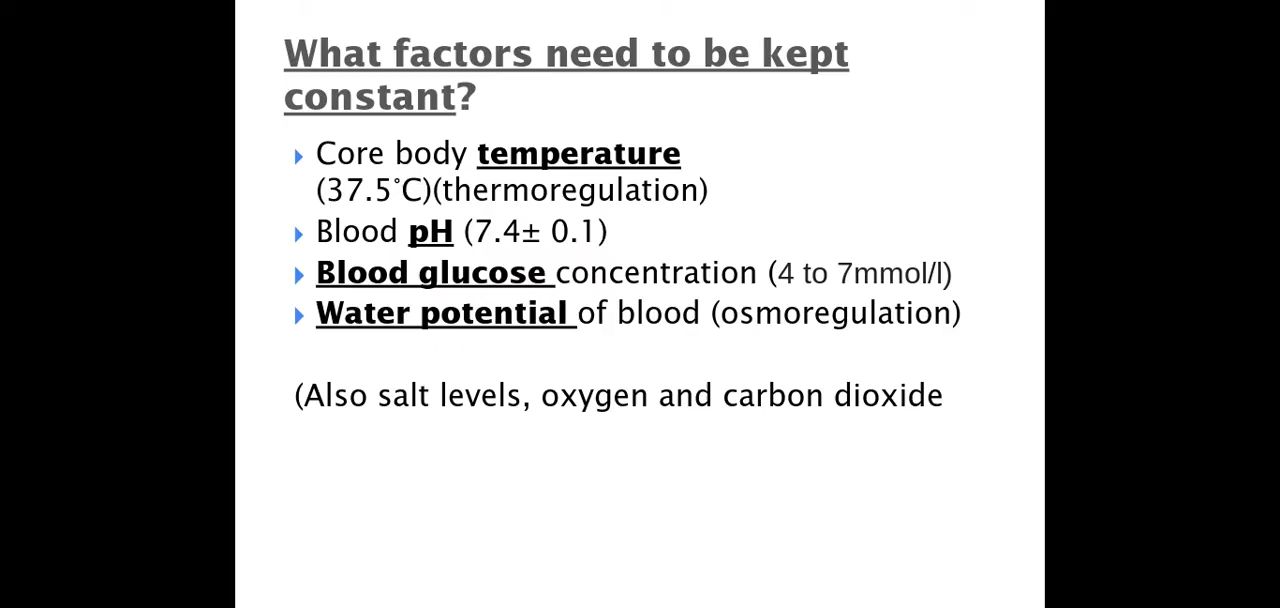 What factors need to be kept
constant?
Core body temperature
(37.5°C)(thermoregulation)
Blood pH (7.4± 0.1)
Blood glucose concentration (4 to 7mmol/l)
Water potential of blood (osmoregulation)
(Also salt levels, oxygen and carbon dioxide